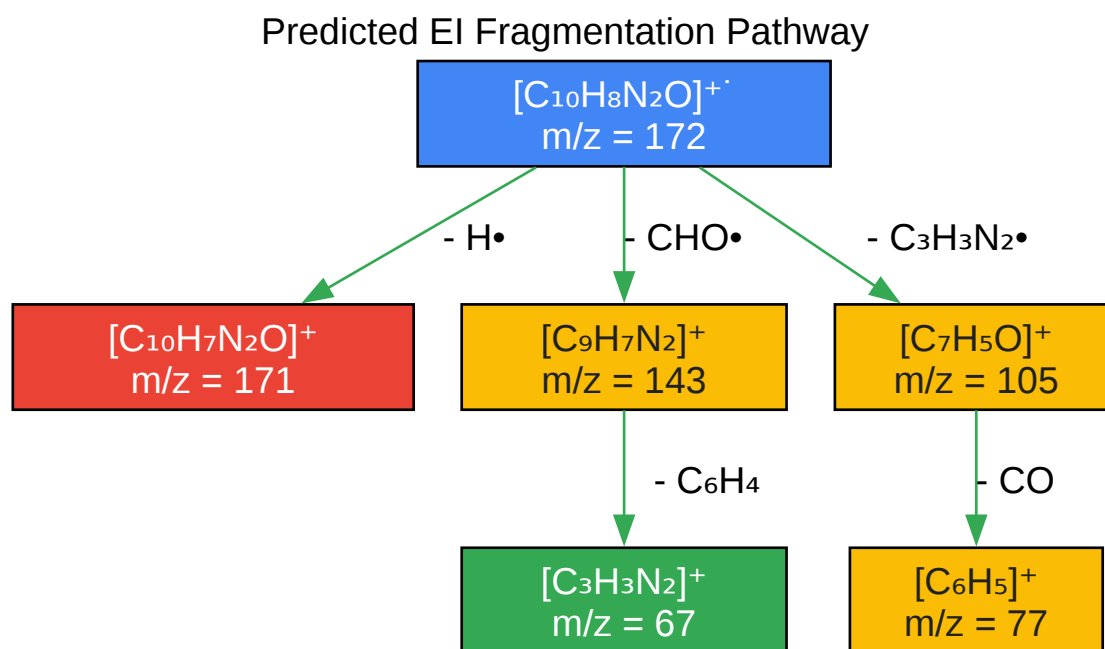 Predicted EI Fragmentation Pathway
[C₁₀H₈N₂O]⁺˙
m/z = 172
- H•
- CHO•
- C₃H₃N₂•
[C₁₀H₇N₂O]⁺
m/z = 171
[C₉H₇N₂]⁺
m/z = 143
[C₇H₅O]⁺
m/z = 105
- C₆H₄
- CO
[C₃H₃N₂]⁺
m/z = 67
[C₆H₅]⁺
m/z = 77